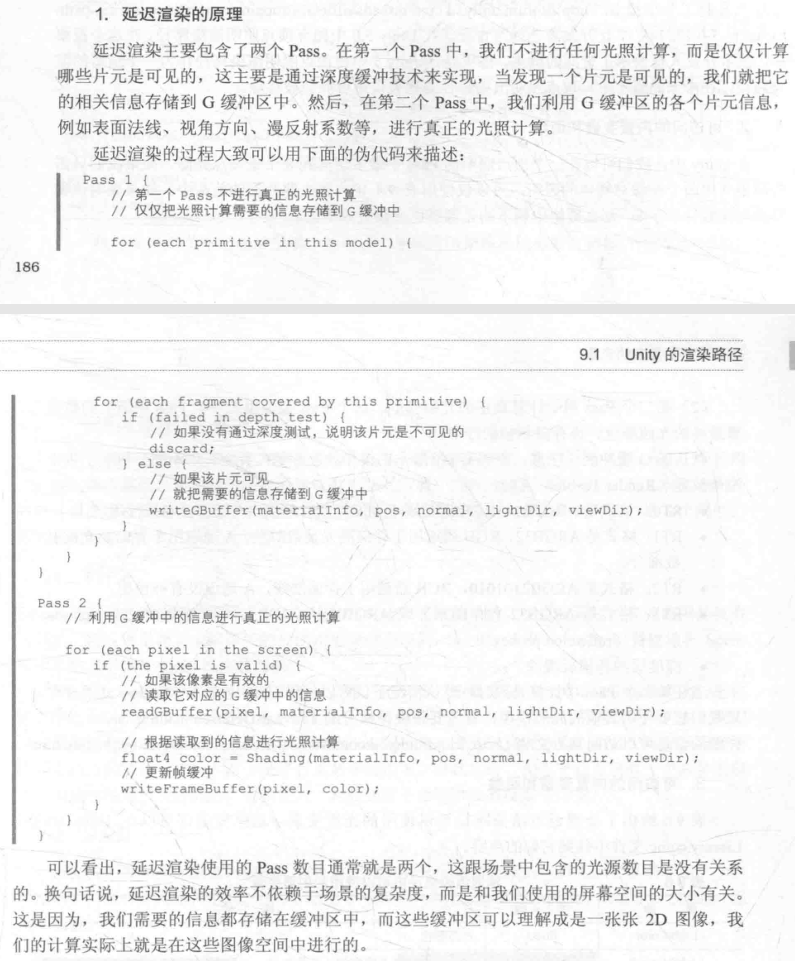 1. 延迟渲染的原理
延迟渲染主要包含了两个 Pass。在第一个 Pass 中，我们不进行任何光照计算，而是仅仅计算
哪些片元是可见的，这主要是通过深度缓冲技术来实现，当发现一个片元是可见的，我们就把它
的相关信息存储到 G 缓冲区中。然后，在第二个 Pass 中，我们利用 G 缓冲区的各个片元信息，
例如表面法线、视角方向、漫反射系数等，进行真正的光照计算。
延迟渲染的过程大致可以用下面的伪代码来描述：
Pass 1 {
// 第一个 Pass 不进行真正的光照计算
// 仅仅把光照计算需要的信息存储到 G 缓冲中
for (each primitive in this model) {
186
9.1 Unity 的渲染路径
for (each fragment covered by this primitive) {
if (failed in depth test) {
// 如果没有通过深度测试，说明该片元是不可见的
discard;
} else {
// 如果该片元可见
// 就把需要的信息存储到 G 缓冲中
writeGBuffer(materialInfo, pos, normal, lightDir, viewDir);
}
}
}
}
Pass 2 {
// 利用 G 缓冲中的信息进行真正的光照计算
for (each pixel in the screen) {
if (the pixel is valid) {
// 如果该像素是有效的
// 读取它对应的 G 缓冲中的信息
readGBuffer(pixel, materialInfo, pos, normal, lightDir, viewDir);
// 根据读取到的信息进行光照计算
float4 color = Shading(materialInfo, pos, normal, lightDir, viewDir);
// 更新帧缓冲
writeFrameBuffer(pixel, color);
}
}
}
可以看出，延迟渲染使用的 Pass 数目通常就是两个，这跟场景中包含的光源数目是没有关系
的。换句话说，延迟渲染的效率不依赖于场景的复杂度，而是和我们使用的屏幕空间的大小有关。
这是因为，我们需要的信息都存储在缓冲区中，而这些缓冲区可以理解成是一张张 2D 图像，我
们的计算实际上就是在这些图像空间中进行的。